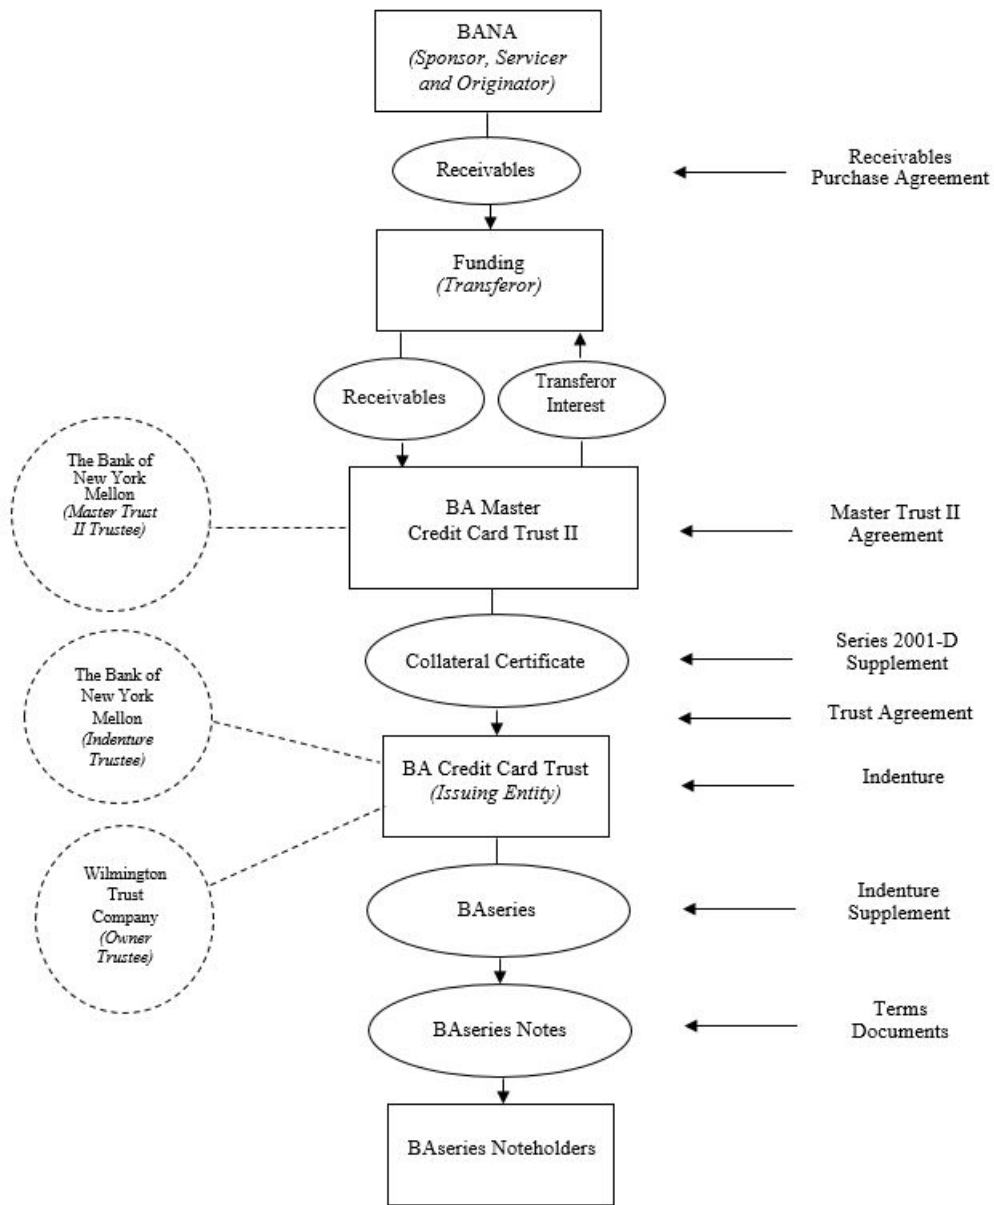 BANA
(Sponsor, Servicer
and Originator)
Receivables
Receivables
Purchase Agreement
Funding
(Transferor)
Receivables
Transferor
Interest
The Bank of
New York
Mellon
(Master Trust
II Trustee)
BA Master
Credit Card Trust II
Master Trust II
Agreement
Collateral Certificate
Series 2001-D
Supplement
The Bank of
New York
Mellon
(Indenture
Trustee)
Trust Agreement
BA Credit Card Trust
(Issuing Entity)
Indenture
Wilmington
Trust
Company
(Owner
Trustee)
BAseries
Indenture
Supplement
BAseries Notes
Terms
Documents
BAseries Noteholders